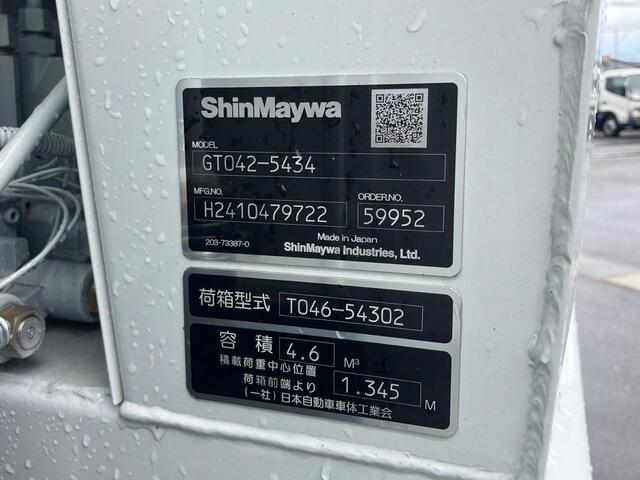 ShinMaywa
MODEL
GT042-5434
MFG.NO. ORDER.NO.
H2410479722 59952
203-73387-0 Made in Japan
ShinMaywa Industries, Ltd.
荷箱型式 T046-54302
容積 4.6 M³
積載荷重中心位置
荷箱前端より 1.345 M
(一社)日本自動車車体工業会